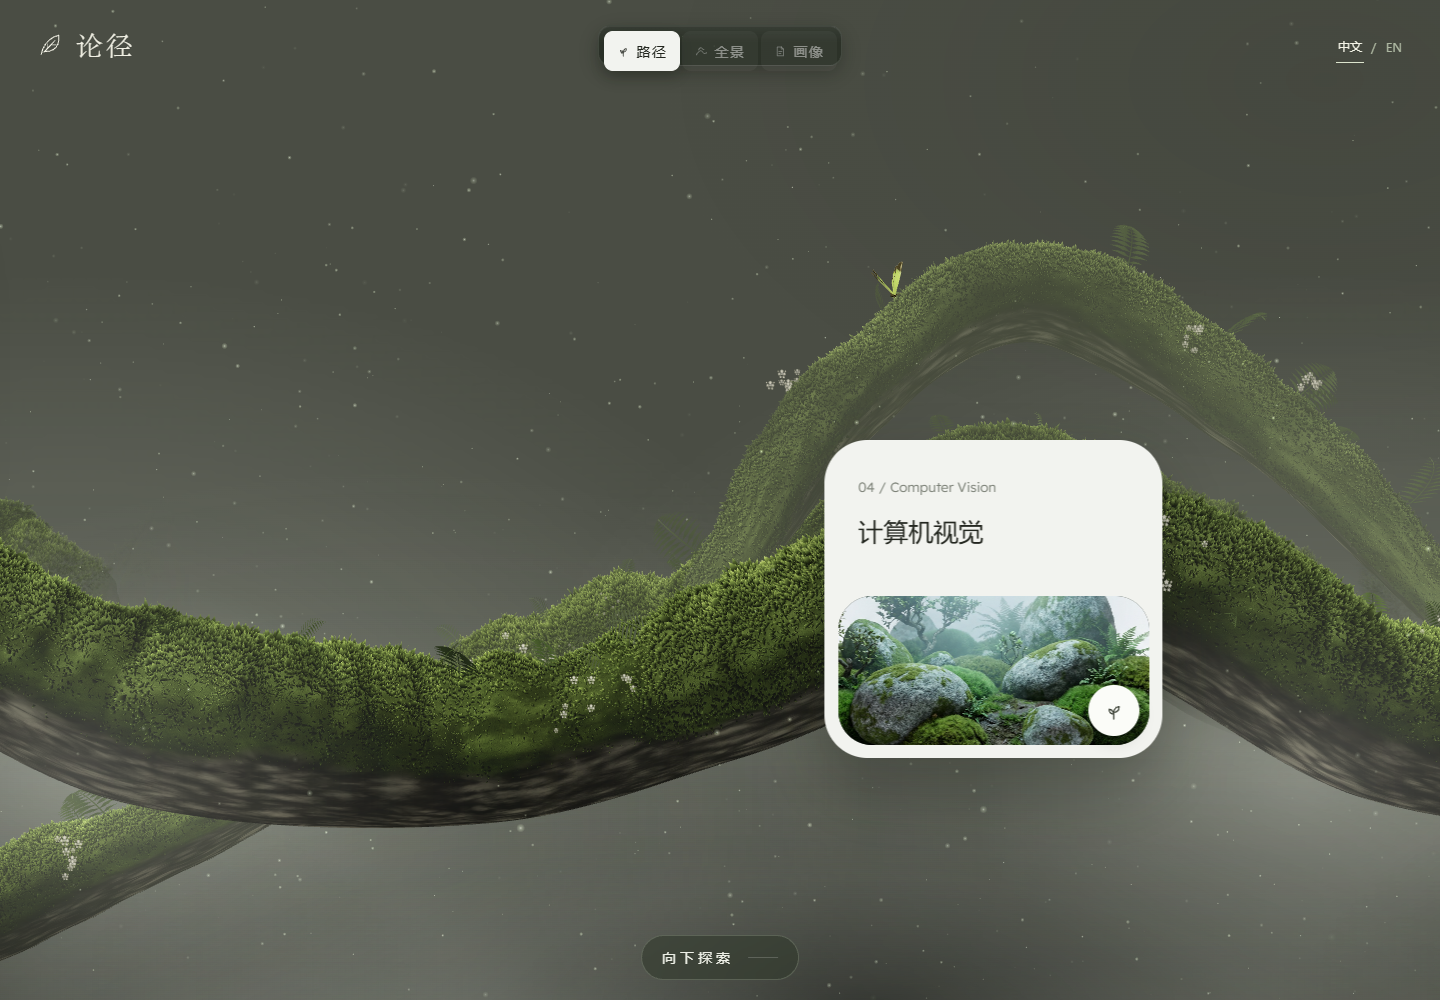 论径
路径
全景
画像
中文 / EN
04 / Computer Vision
计算机视觉
向下探索